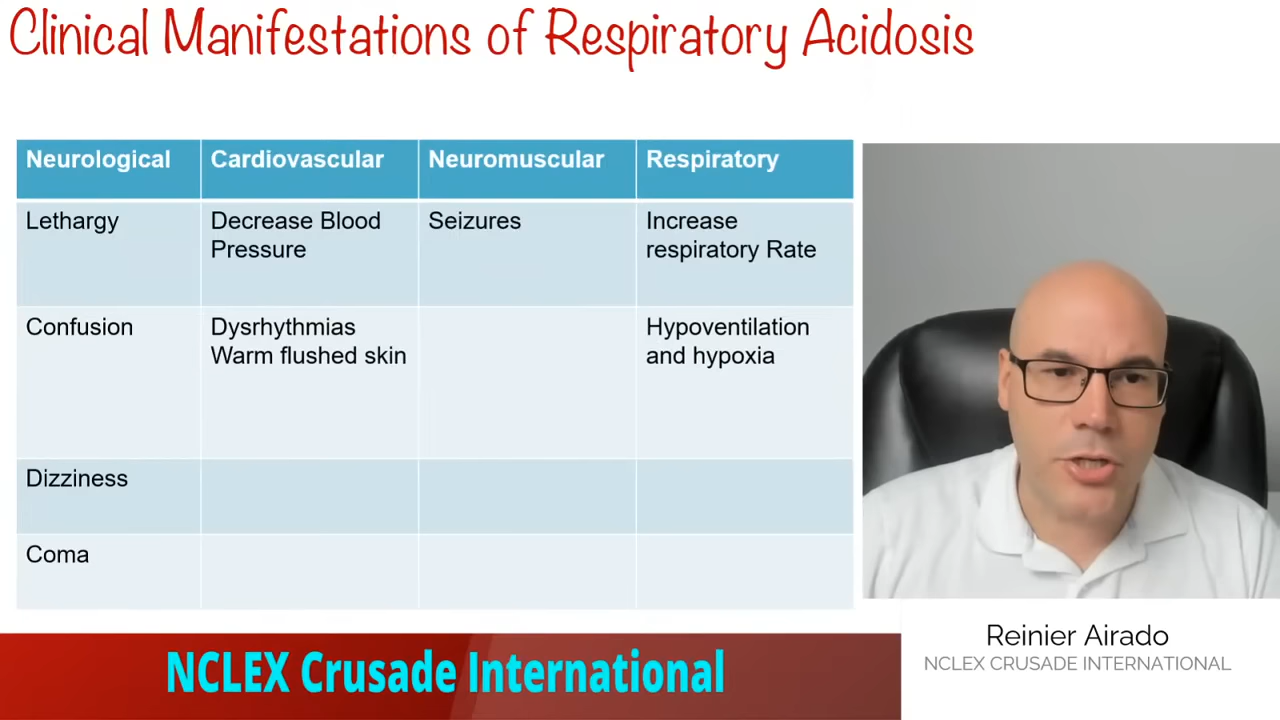 Clinical Manifestations of Respiratory Acidosis
Neurological
Cardiovascular
Neuromuscular
Respiratory
Lethargy
Decrease Blood
Pressure
Seizures
Increase
respiratory Rate
Confusion
Dysrhythmias
Warm flushed skin
Hypoventilation
and hypoxia
Dizziness
Coma
NCLEX Crusade International
Reinier Airado
NCLEX CRUSADE INTERNATIONAL